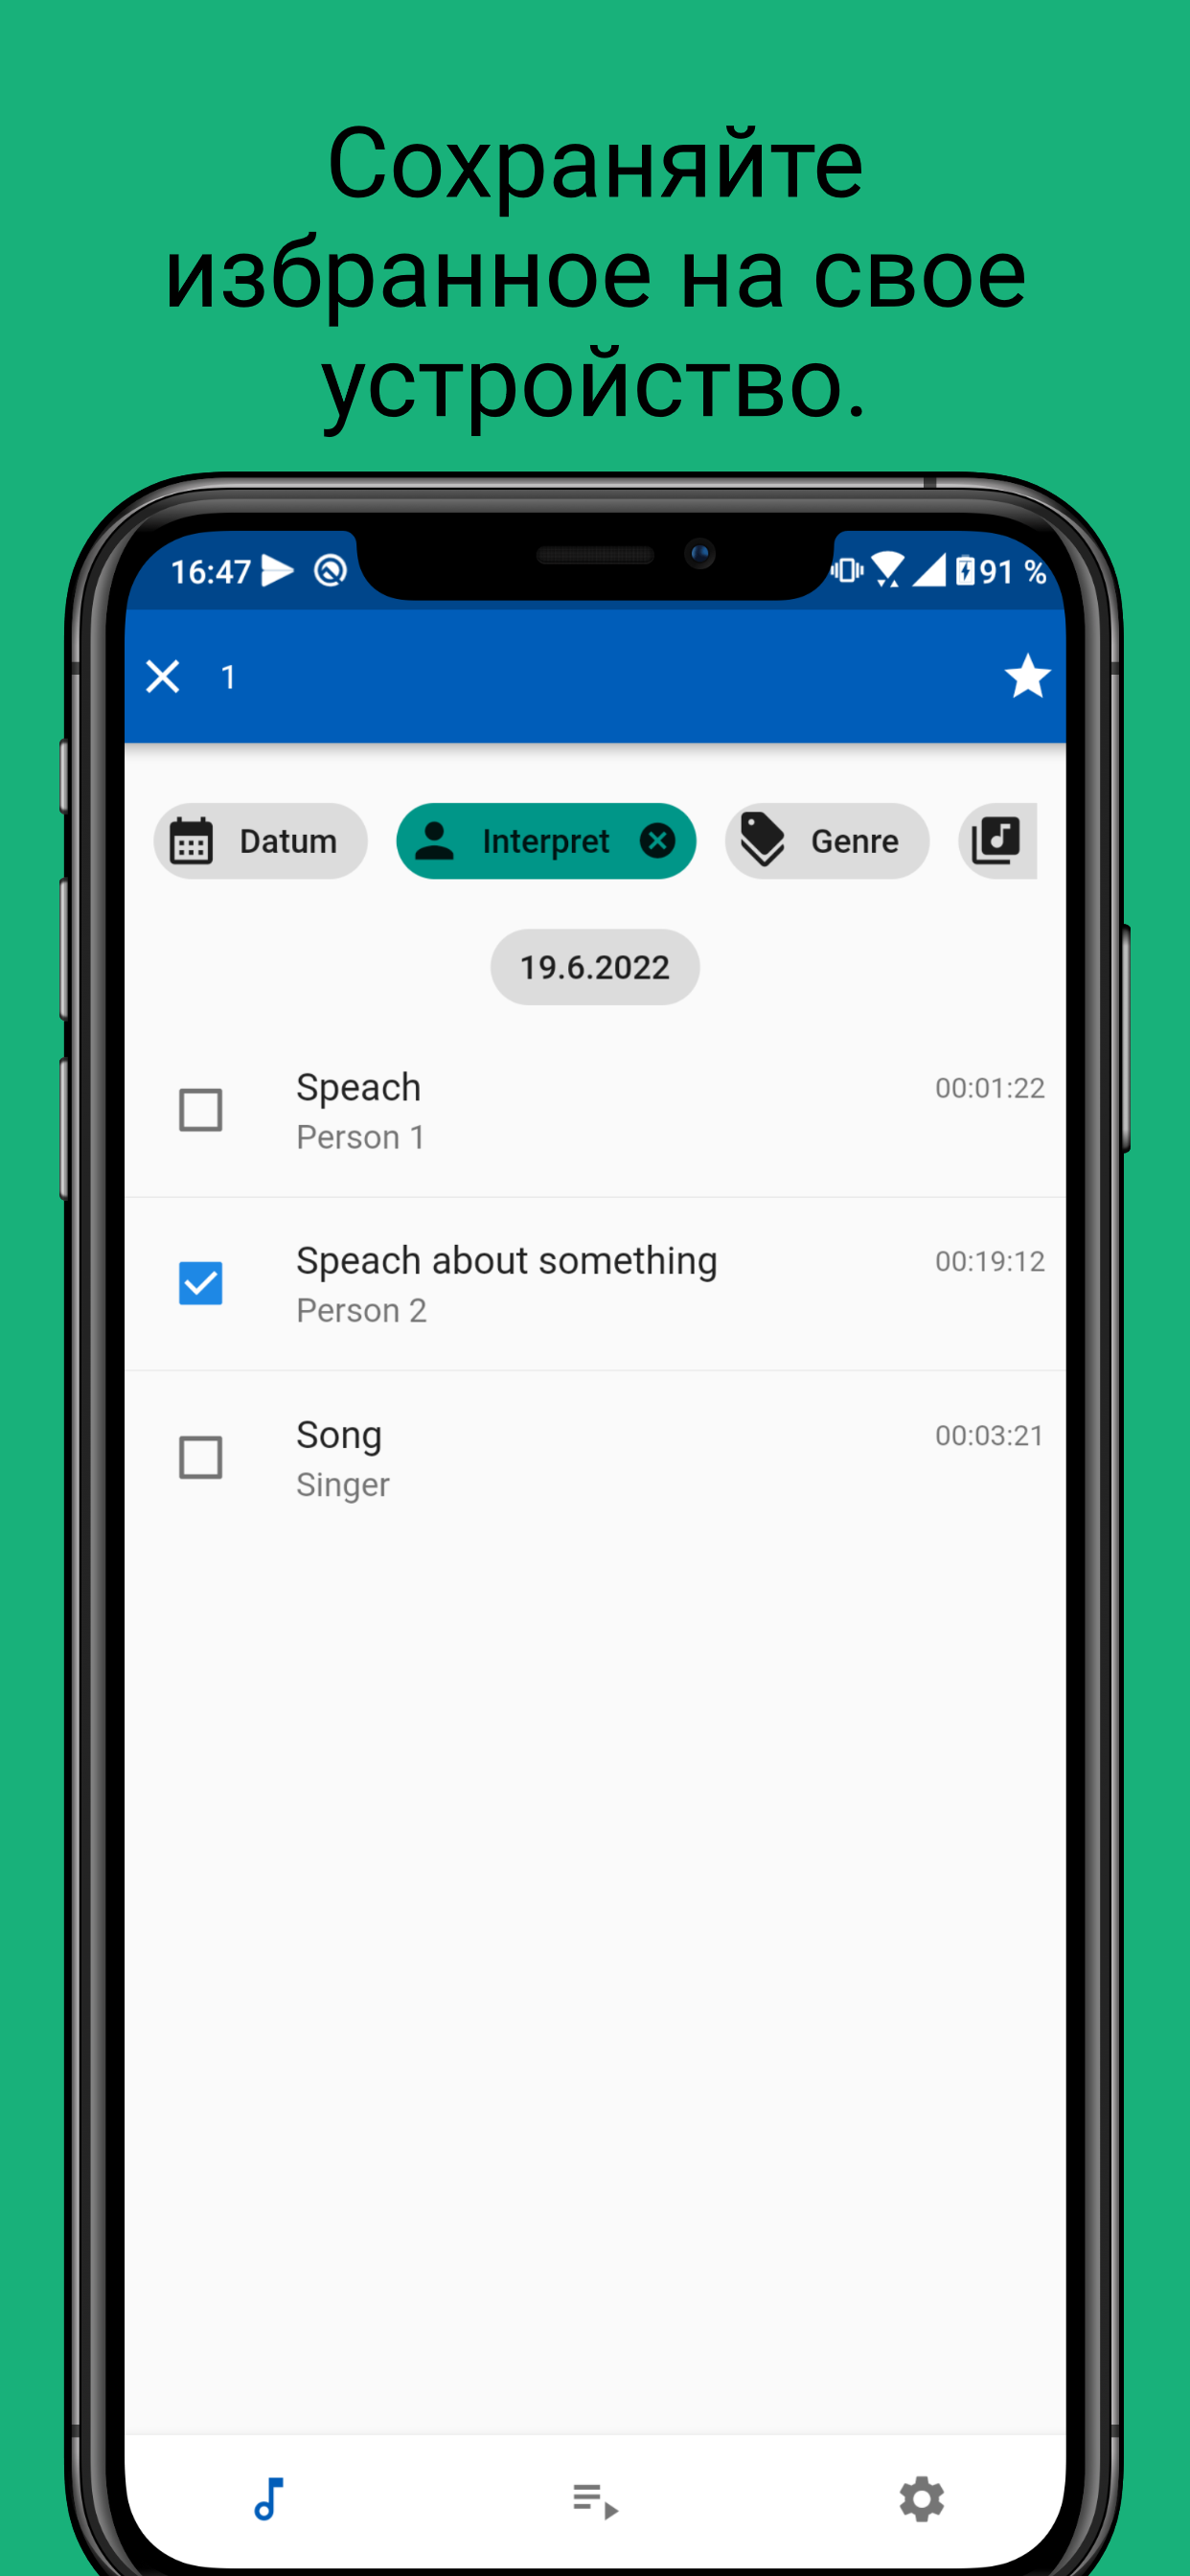 Сохраняйте
избранное на свое
устройство.
16:47 91 %
1
Datum Interpret Genre
19.6.2022
Speach 00:01:22
Person 1
Speach about something 00:19:12
Person 2
Song 00:03:21
Singer